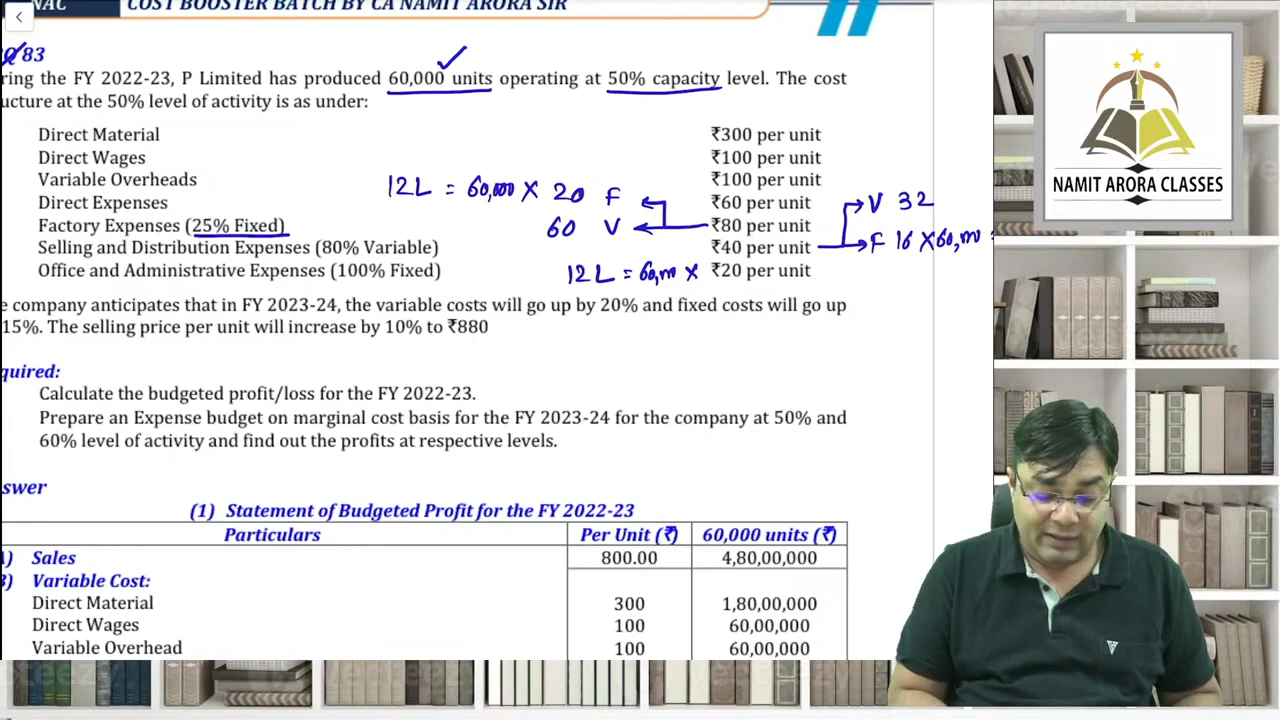 NAC COST BOOSTER BATCH BY CA NAMIT ARORA SIR
83
ring the FY 2022-23, P Limited has produced 60,000 units operating at 50% capacity level. The cost
ucture at the 50% level of activity is as under:
Direct Material ₹300 per unit
Direct Wages ₹100 per unit
Variable Overheads ₹100 per unit
12L = 60,000 X 20 F
V 32
Direct Expenses ₹60 per unit
Factory Expenses (25% Fixed) 60 V ₹80 per unit
Selling and Distribution Expenses (80% Variable) ₹40 per unit F 16 X 60,000 =
Office and Administrative Expenses (100% Fixed) 12L = 60,000 X ₹20 per unit
e company anticipates that in FY 2023-24, the variable costs will go up by 20% and fixed costs will go up
15%. The selling price per unit will increase by 10% to ₹880
quired:
Calculate the budgeted profit/loss for the FY 2022-23.
Prepare an Expense budget on marginal cost basis for the FY 2023-24 for the company at 50% and
60% level of activity and find out the profits at respective levels.
swer
(1) Statement of Budgeted Profit for the FY 2022-23
Particulars Per Unit (₹) 60,000 units (₹)
) Sales 800.00 4,80,00,000
) Variable Cost:
Direct Material 300 1,80,00,000
Direct Wages 100 60,00,000
Variable Overhead 100 60,00,000
NAMIT ARORA CLASSES